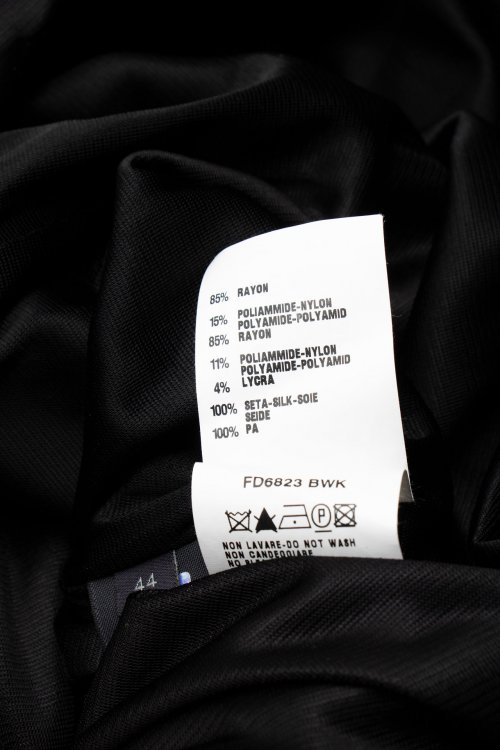 85% RAYON
15% POLIAMMIDE-NYLON
POLYAMIDE-POLYAMID
85% RAYON
11% POLIAMMIDE-NYLON
POLYAMIDE-POLYAMID
4% LYCRA
100% SETA-SILK-SOIE
SEIDE
100% PA
FD6823 BWK
P
NON LAVARE-DO NOT WASH
NON CANDEGGIARE
44